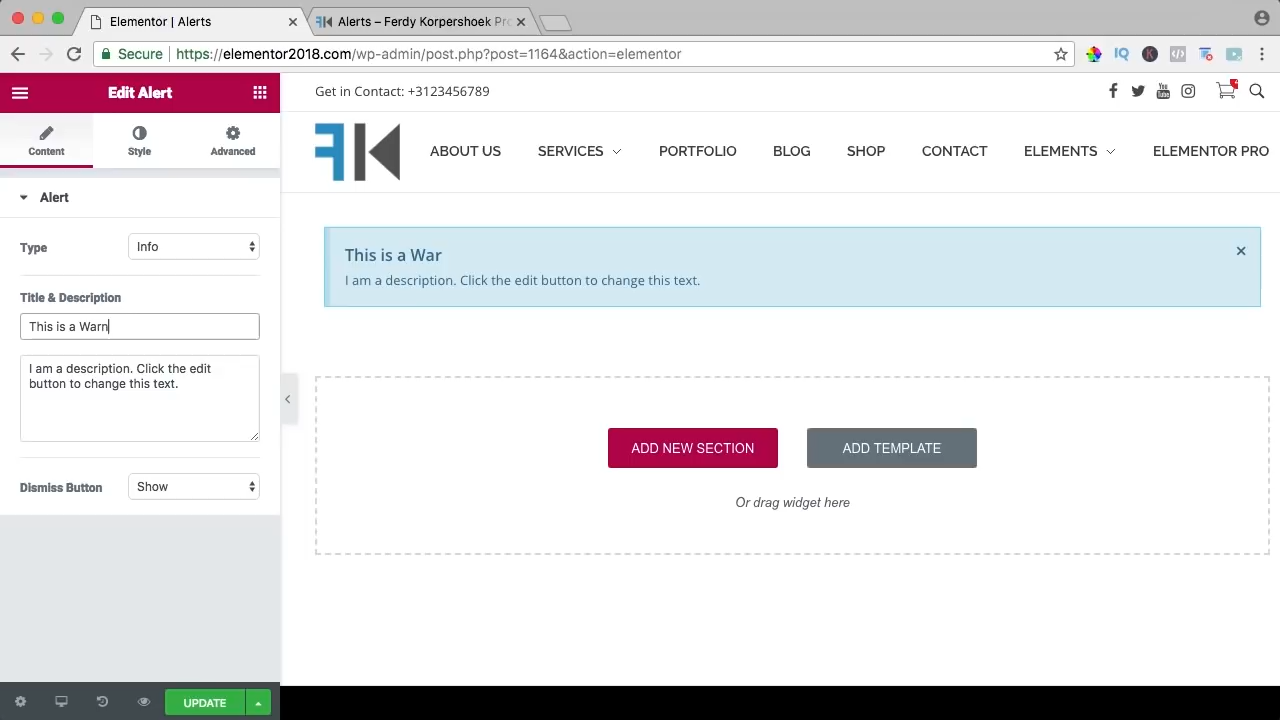 Elementor | Alerts
Alerts – Ferdy Korpershoek Pr
Secure
https://elementor2018.com/wp-admin/post.php?post=1164&action=elementor
Edit Alert
Content
Style
Advanced
Alert
Type
Info
Title & Description
This is a Warn
I am a description. Click the edit
button to change this text.
Dismiss Button
Show
UPDATE
Get in Contact: +3123456789
FK
ABOUT US
SERVICES
PORTFOLIO
BLOG
SHOP
CONTACT
ELEMENTS
ELEMENTOR PRO
This is a War
I am a description. Click the edit button to change this text.
ADD NEW SECTION
ADD TEMPLATE
Or drag widget here